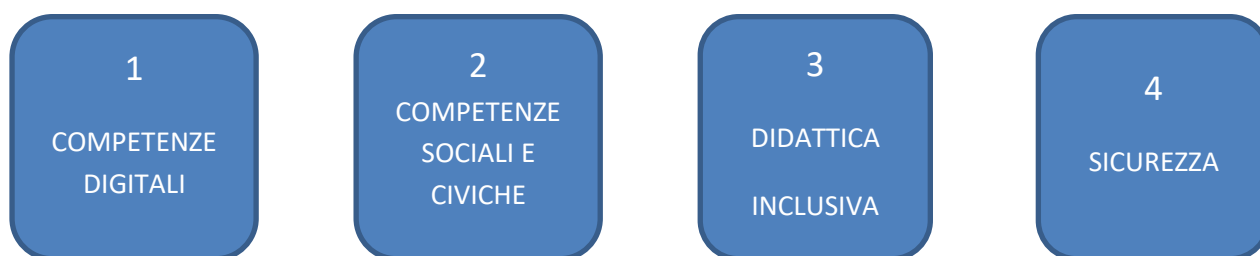 1
COMPETENZE
DIGITALI
2
COMPETENZE
SOCIALI E
CIVICHE
3
DIDATTICA
INCLUSIVA
4
SICUREZZA